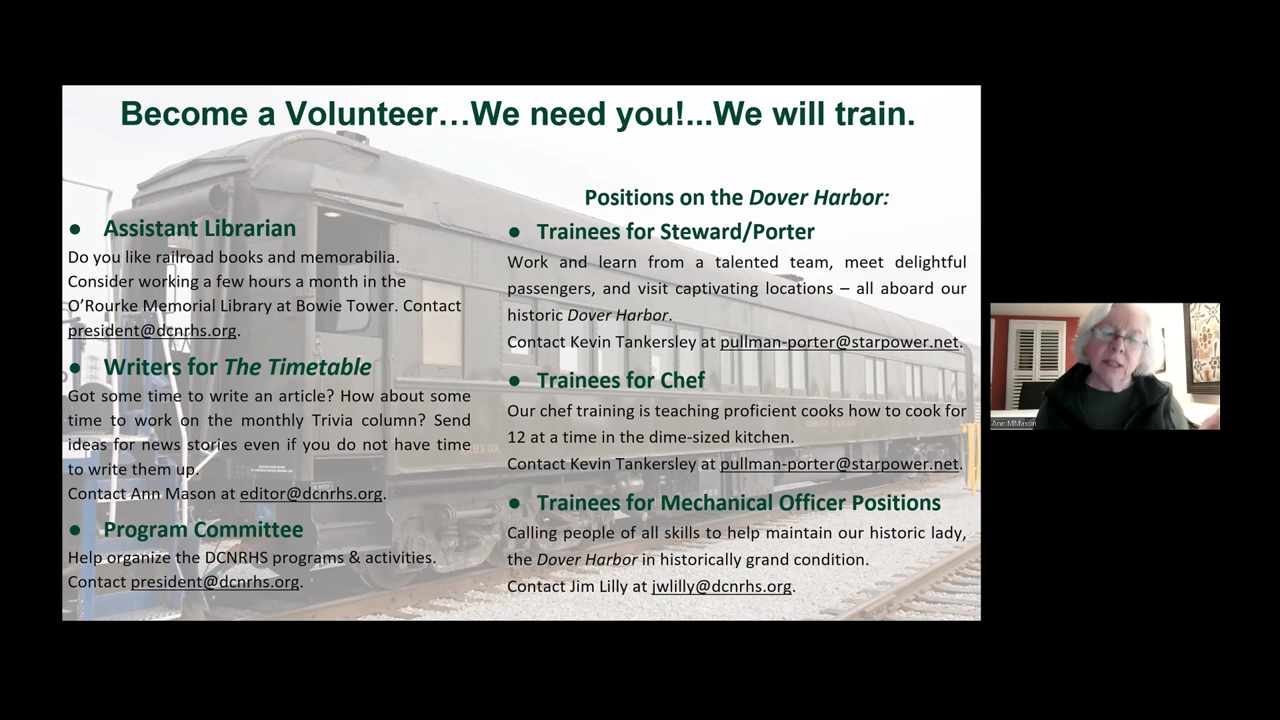 Become a Volunteer…We need you!...We will train.
● Assistant Librarian
Do you like railroad books and memorabilia.
Consider working a few hours a month in the
O’Rourke Memorial Library at Bowie Tower. Contact
president@dcnrhs.org.
● Writers for The Timetable
Got some time to write an article? How about some
time to work on the monthly Trivia column? Send
ideas for news stories even if you do not have time
to write them up.
Contact Ann Mason at editor@dcnrhs.org.
● Program Committee
Help organize the DCNRHS programs & activities.
Contact president@dcnrhs.org.
Positions on the Dover Harbor:
● Trainees for Steward/Porter
Work and learn from a talented team, meet delightful
passengers, and visit captivating locations – all aboard our
historic Dover Harbor.
Contact Kevin Tankersley at pullman-porter@starpower.net.
● Trainees for Chef
Our chef training is teaching proficient cooks how to cook for
12 at a time in the dime-sized kitchen.
Contact Kevin Tankersley at pullman-porter@starpower.net.
● Trainees for Mechanical Officer Positions
Calling people of all skills to help maintain our historic lady,
the Dover Harbor in historically grand condition.
Contact Jim Lilly at jwlilly@dcnrhs.org.
Ann MMason